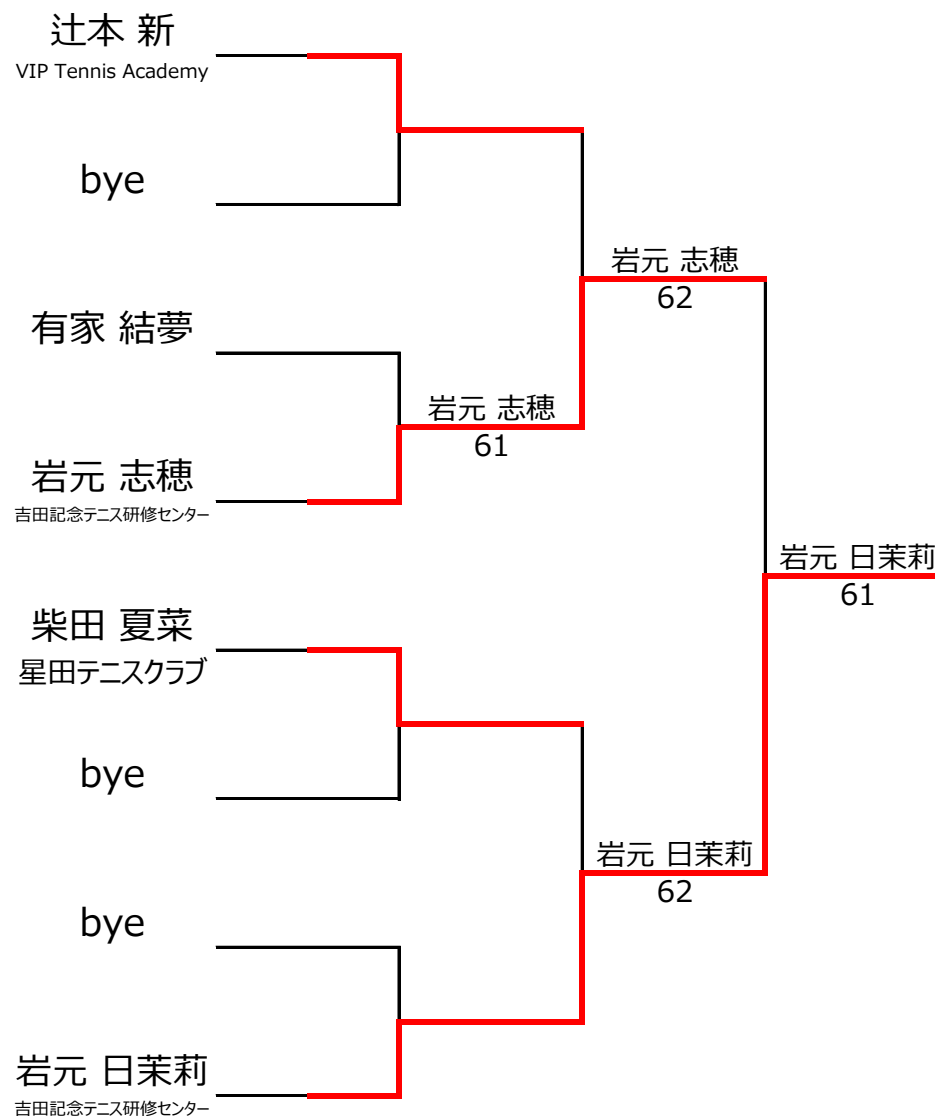 辻本 新
VIP Tennis Academy
bye
有家 結夢
岩元 志穂
吉田記念テニス研修センター
柴田 夏菜
星田テニスクラブ
bye
bye
岩元 日茉莉
吉田記念テニス研修センター
岩元 志穂
61
岩元 志穂
62
岩元 日茉莉
62
岩元 日茉莉
61